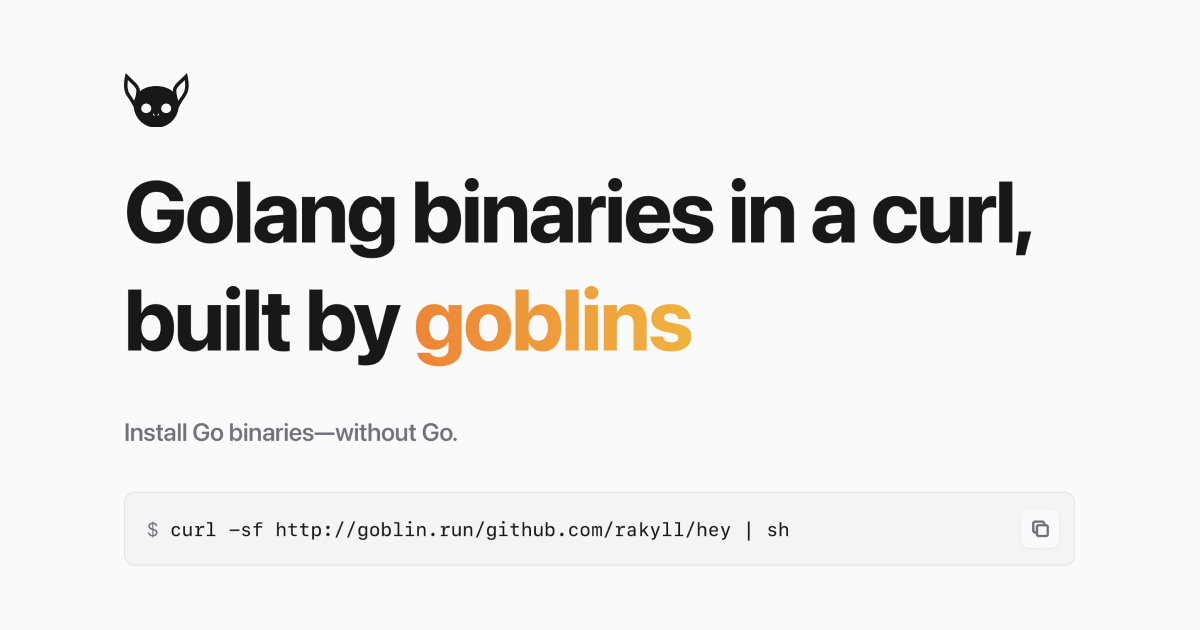 Golang binaries in a curl,
built by goblins
Install Go binaries—without Go.
$ curl -sf http://goblin.run/github.com/rakyll/hey | sh